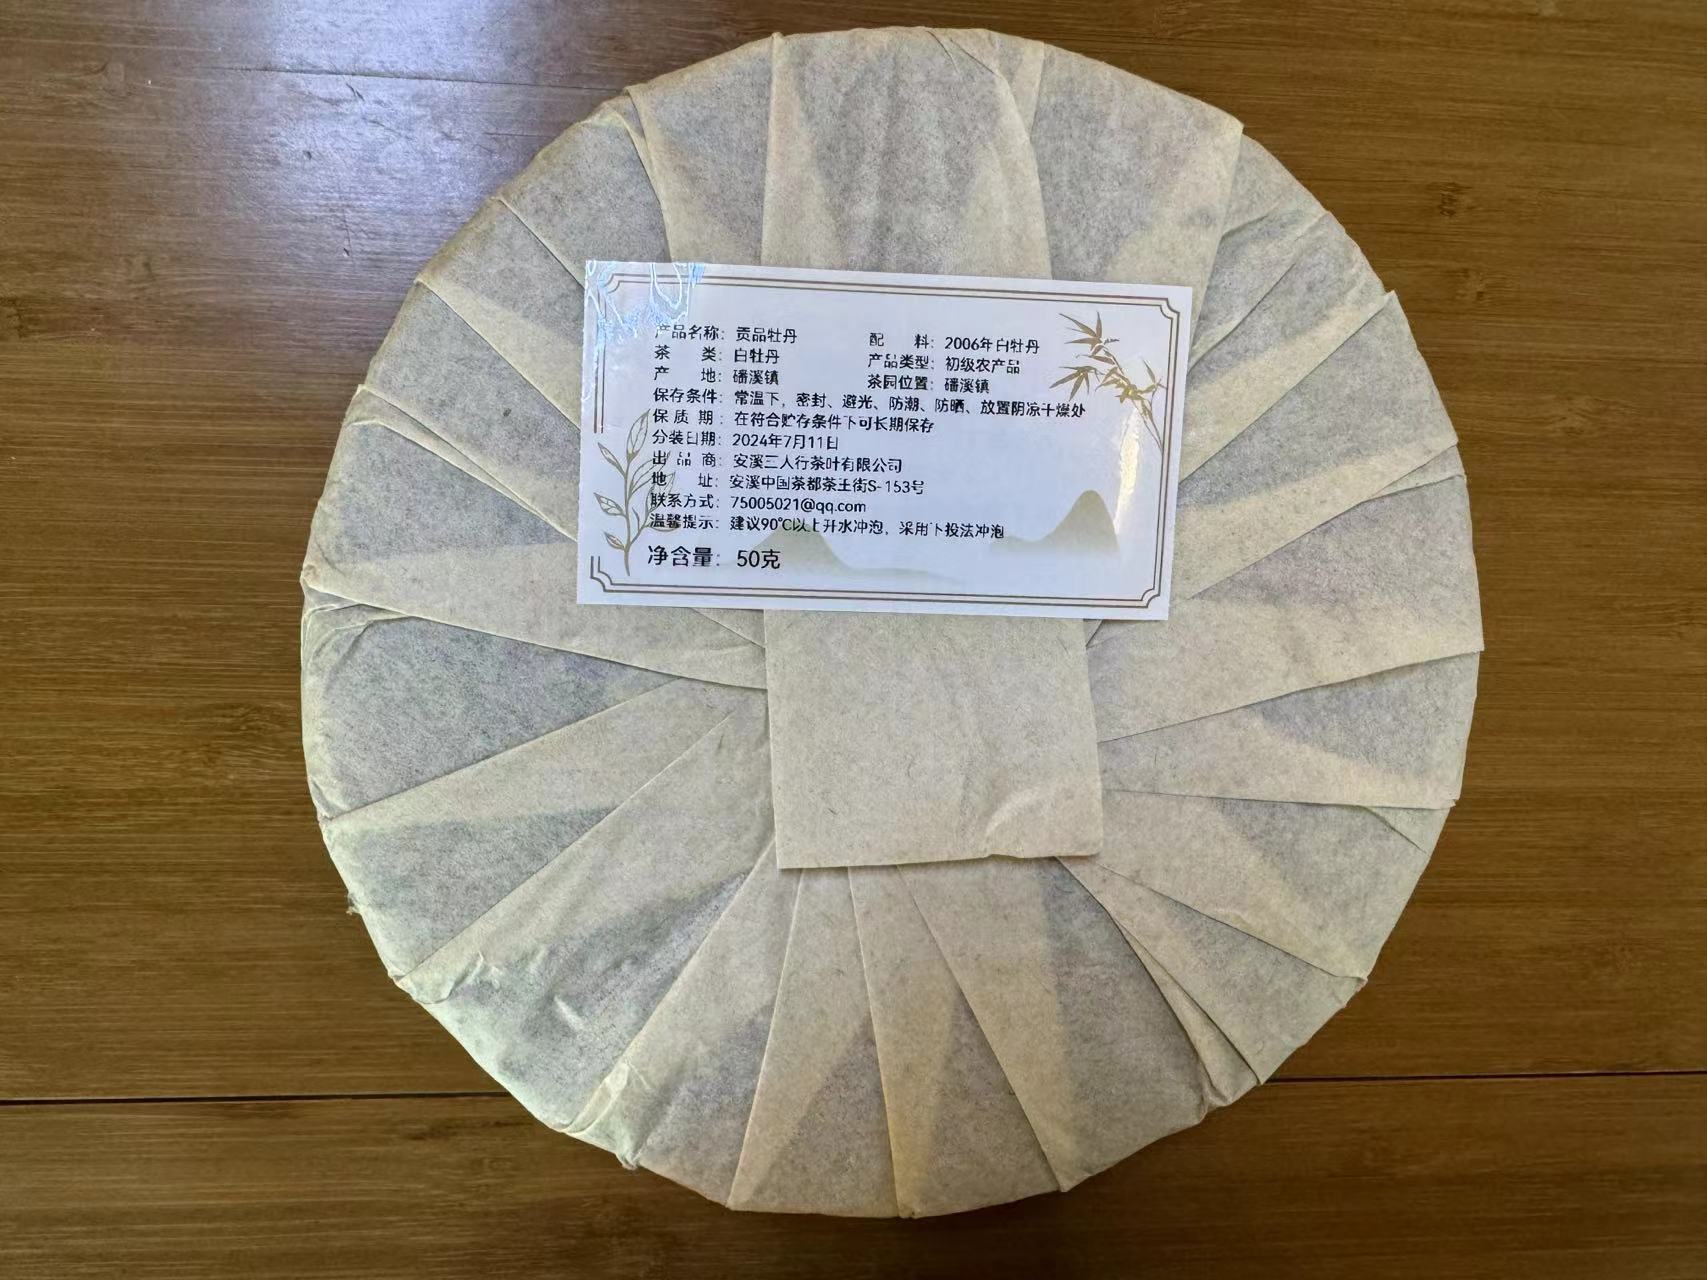 产品名称：贡品牡丹 配 料：2006年白牡丹
茶 类：白牡丹 产品类型：初级农产品
产 地：磻溪镇 茶园位置：磻溪镇
保存条件：常温下，密封、避光、防潮、防晒、放置阴凉干燥处
保 质 期：在符合贮存条件下可长期保存
分装日期：2024年7月11日
出 品 商：安溪三人行茶叶有限公司
地 址：安溪中国茶都茶王街S-153号
联系方式：75005021@qq.com
温馨提示：建议90℃以上开水冲泡，采用下投法冲泡
净含量：50克